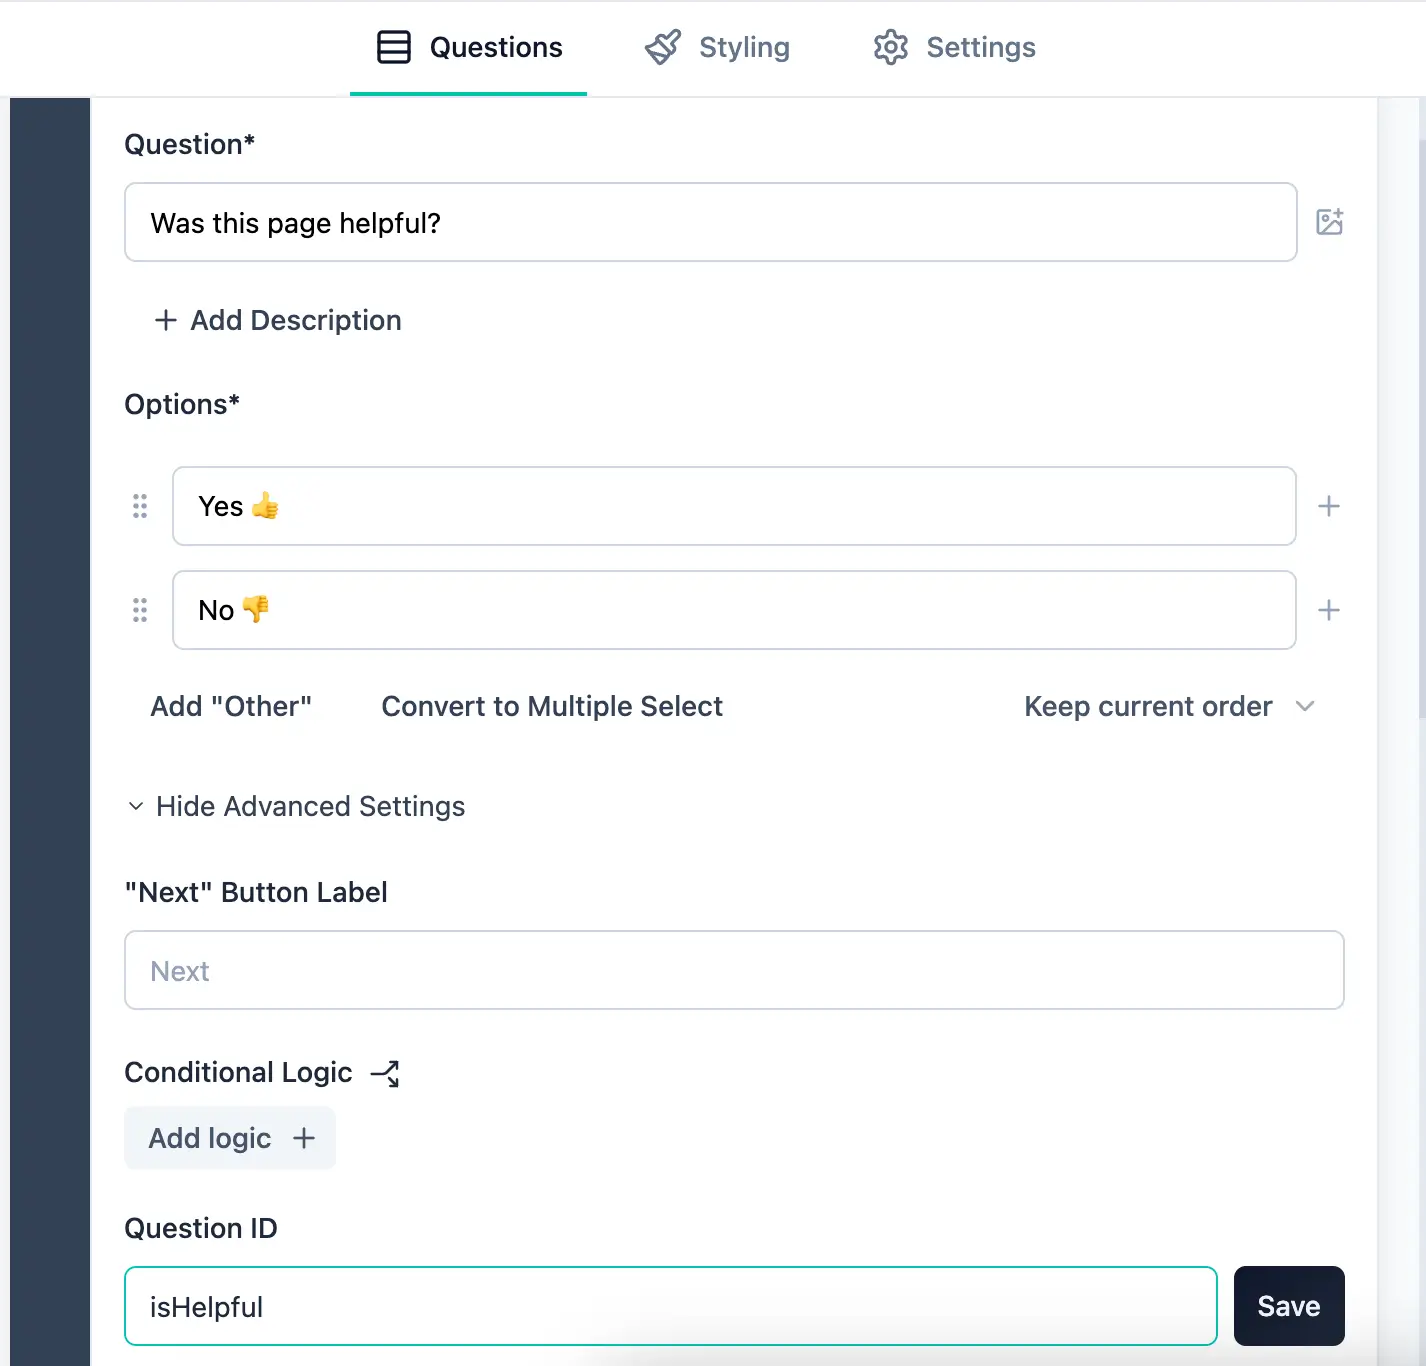 Questions Styling Settings
Question*
Was this page helpful?
+ Add Description
Options*
Yes 👍
No 👎
Add "Other" Convert to Multiple Select Keep current order
Hide Advanced Settings
"Next" Button Label
Next
Conditional Logic
Add logic +
Question ID
isHelpful
Save